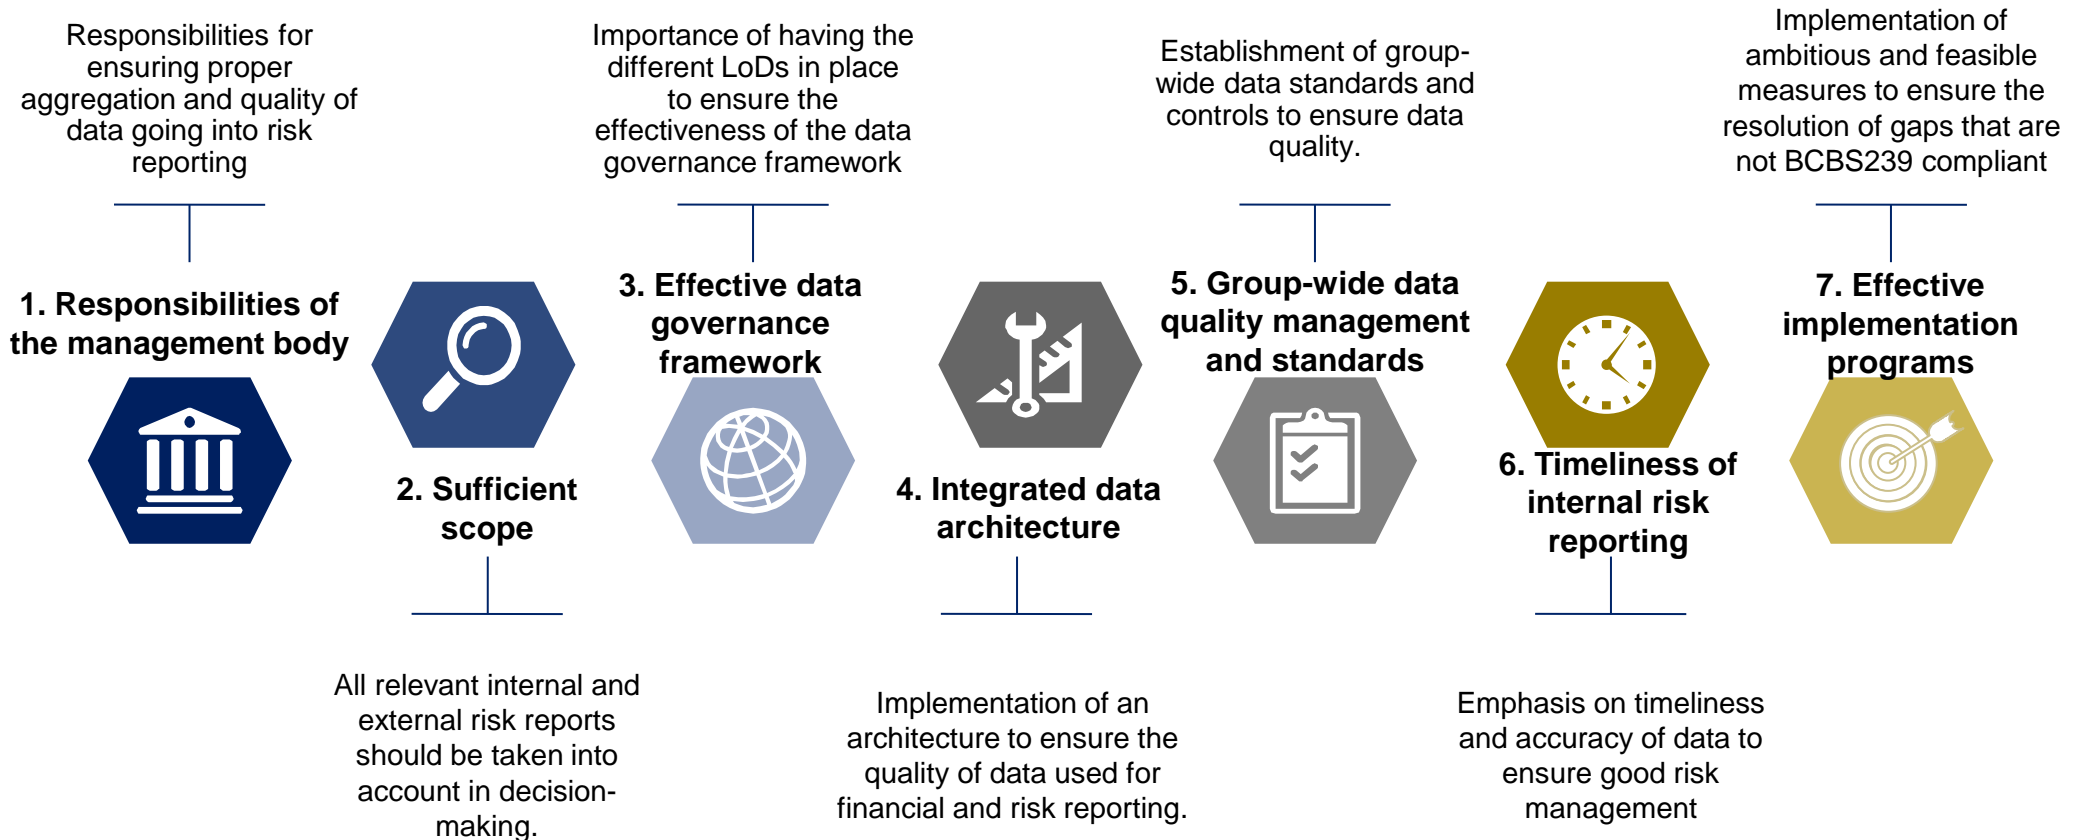 Responsibilities for
ensuring proper
aggregation and quality of
data going into risk
reporting
1. Responsibilities of
the management body
2. Sufficient
scope
All relevant internal and
external risk reports
should be taken into
account in decision-
making.
Importance of having the
different LoDs in place
to ensure the
effectiveness of the data
governance framework
3. Effective data
governance
framework
4. Integrated data
architecture
Implementation of an
architecture to ensure the
quality of data used for
financial and risk reporting.
Establishment of group-
wide data standards and
controls to ensure data
quality.
5. Group-wide data
quality management
and standards
6. Timeliness of
internal risk
reporting
Emphasis on timeliness
and accuracy of data to
ensure good risk
management
Implementation of
ambitious and feasible
measures to ensure the
resolution of gaps that are
not BCBS239 compliant
7. Effective
implementation
programs